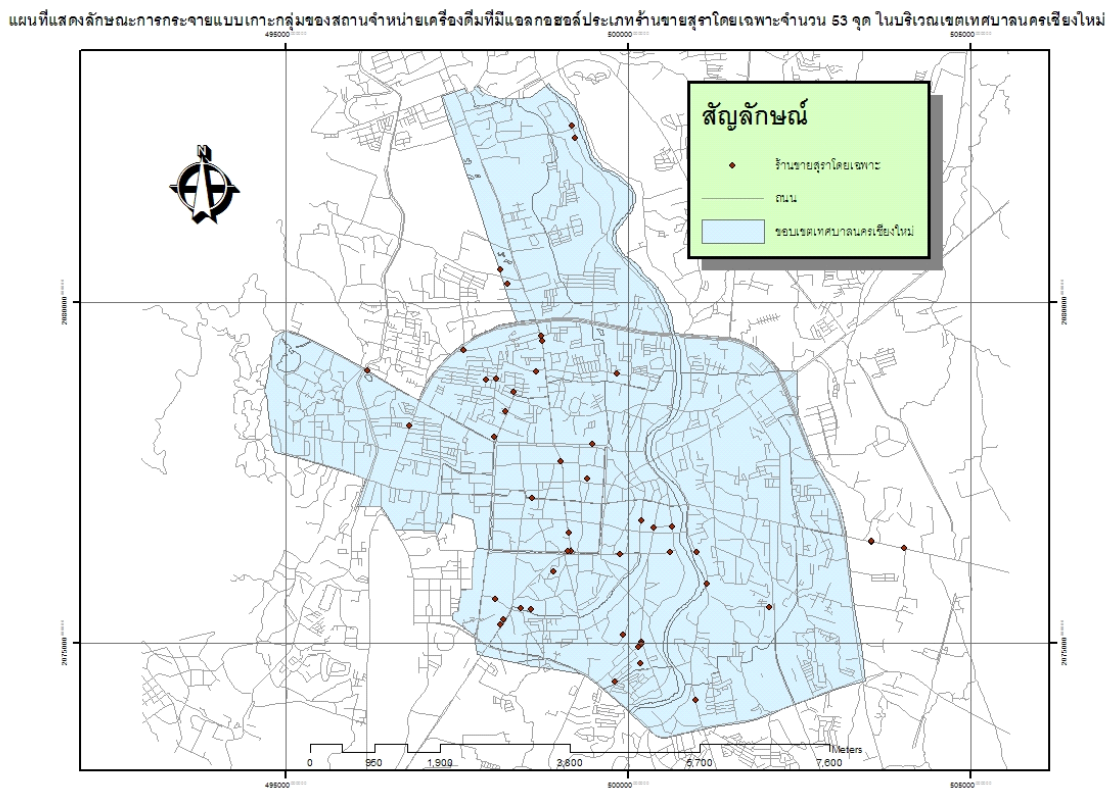 แผนที่แสดงลักษณะการกระจายแบบเกาะกลุ่มของสถานจำหน่ายเครื่องดื่มที่มีแอลกอฮอล์ประเภทร้านขายสุราโดยเฉพาะจำนวน 53 จุด ในบริเวณเขตเทศบาลนครเชียงใหม่
495000 500000 505000
N
สัญลักษณ์
ร้านขายสุราโดยเฉพาะ
ถนน
ขอบเขตเทศบาลนครเชียงใหม่
2080000 2080000
2075000 2075000
Meters
0 950 1,900 3,800 5,700 7,600
495000 500000 505000